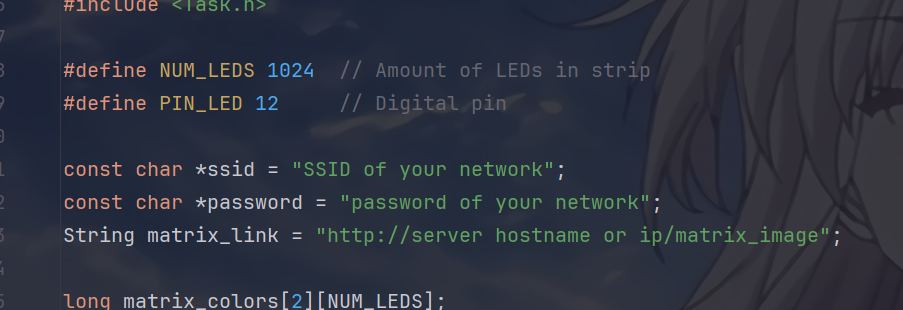 #include <Task.h>
7
8 #define NUM_LEDS 1024 // Amount of LEDs in strip
9 #define PIN_LED 12 // Digital pin
0
1 const char *ssid = "SSID of your network";
2 const char *password = "password of your network";
3 String matrix_link = "http://server hostname or ip/matrix_image";
4
5 long matrix_colors[2][NUM_LEDS];